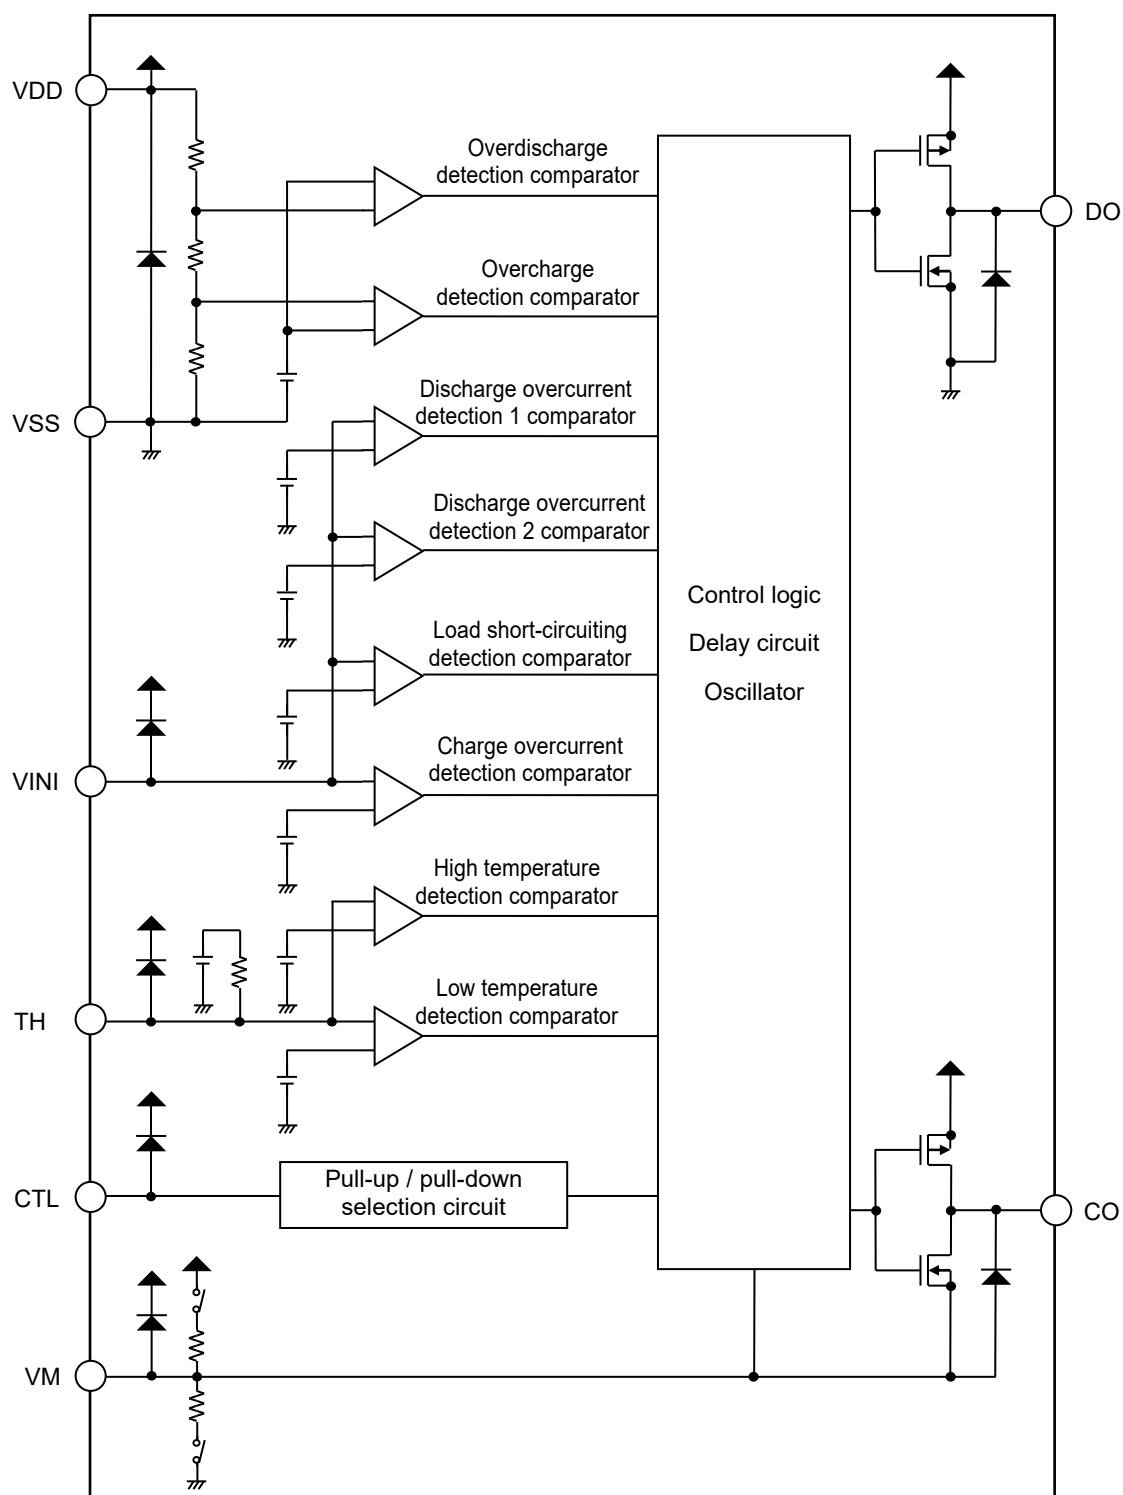 VDD
Overdischarge
detection comparator
DO
Overcharge
detection comparator
Discharge overcurrent
detection 1 comparator
VSS
Discharge overcurrent
detection 2 comparator
Control logic
Delay circuit
Oscillator
Load short-circuiting
detection comparator
Charge overcurrent
detection comparator
VINI
High temperature
detection comparator
Low temperature
detection comparator
TH
Pull-up / pull-down
selection circuit
CTL
CO
VM